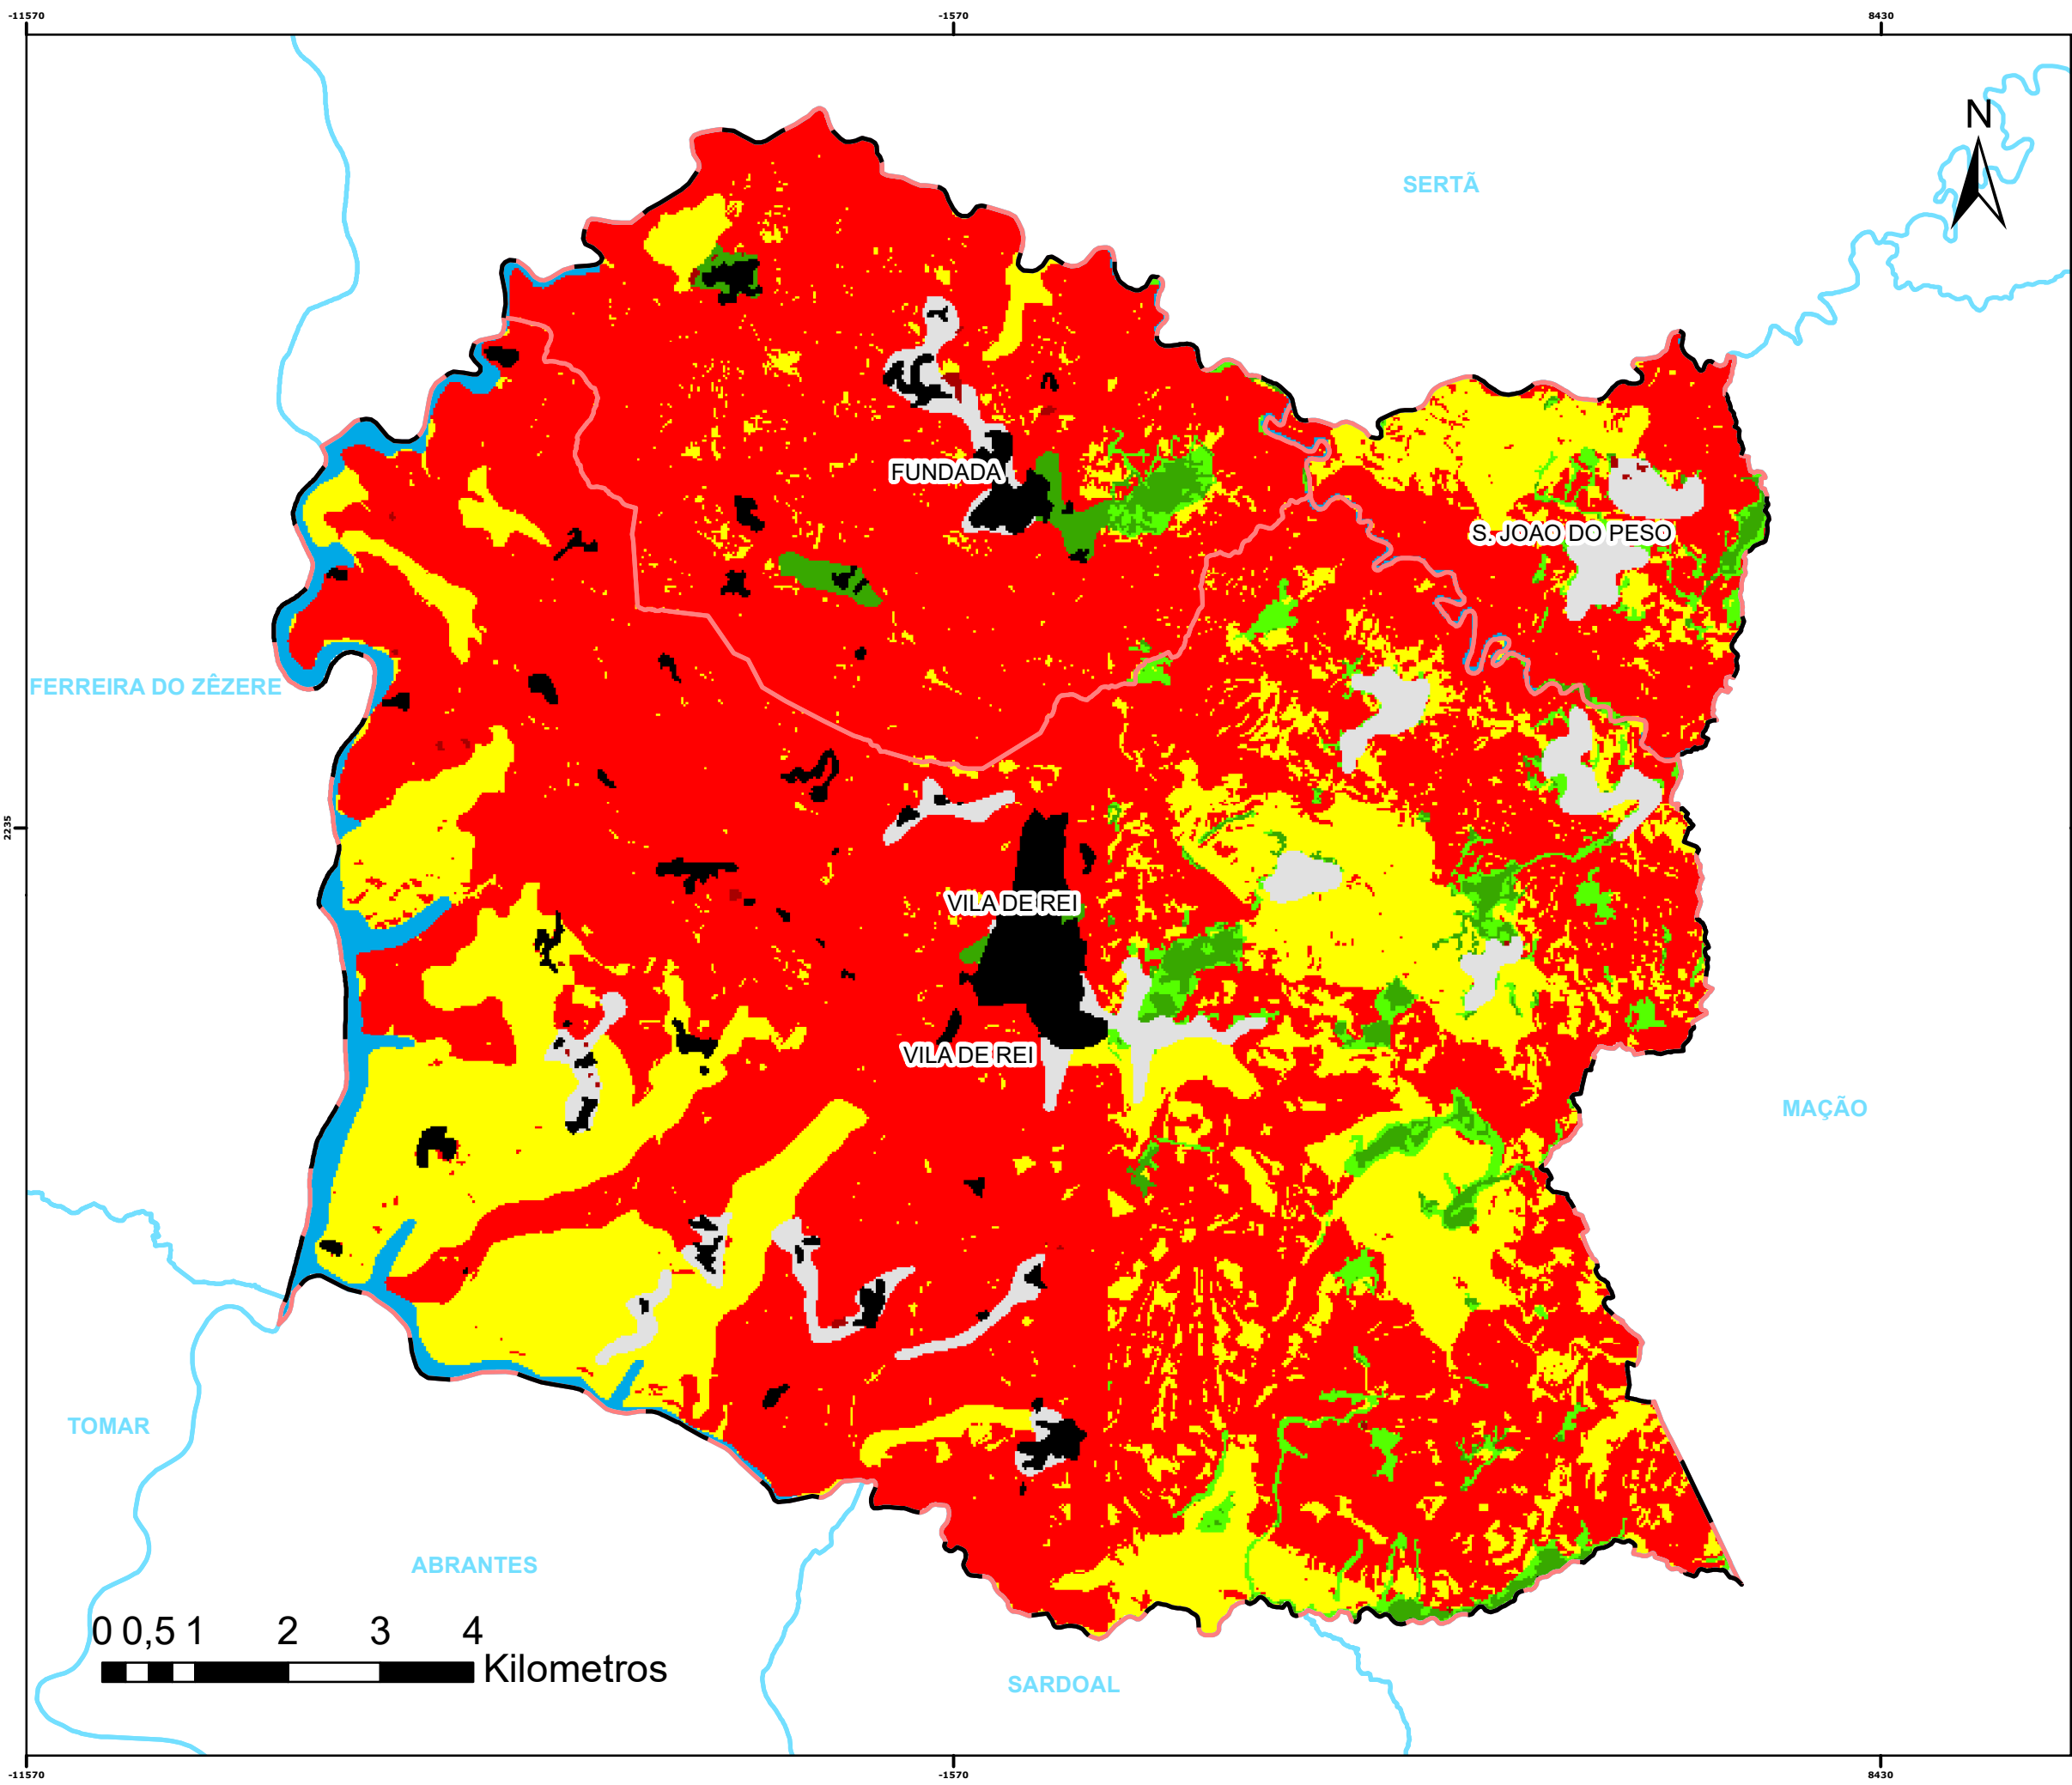 -11570 -1570 8430
N
SERTÃ
FUNDADA
S. JOAO DO PESO
FERREIRA DO ZÊZERE
2235
VILA DE REI
VILA DE REI
MAÇÃO
TOMAR
ABRANTES
0 0,5 1 2 3 4
Kilometros
SARDOAL
-11570 -1570 8430